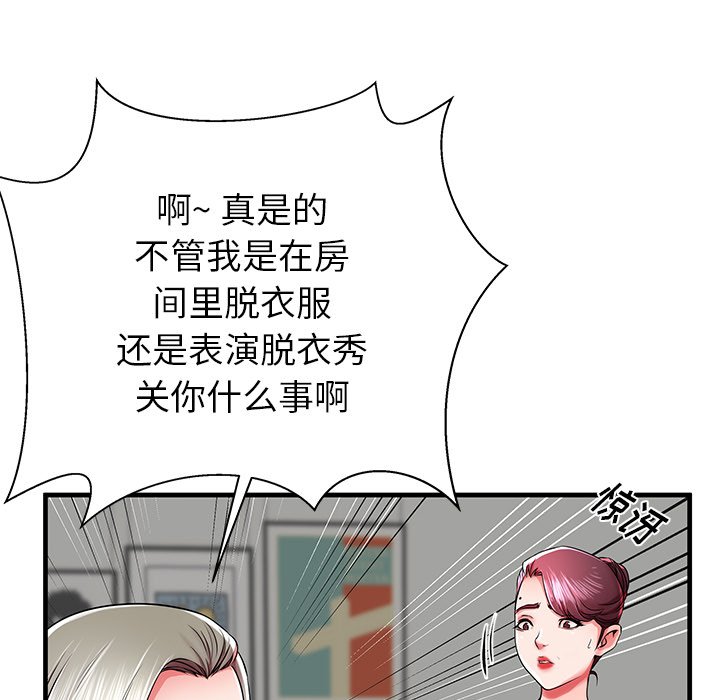 啊~ 真是的
不管我是在房
间里脱衣服
还是表演脱衣秀
关你什么事啊
惊讶